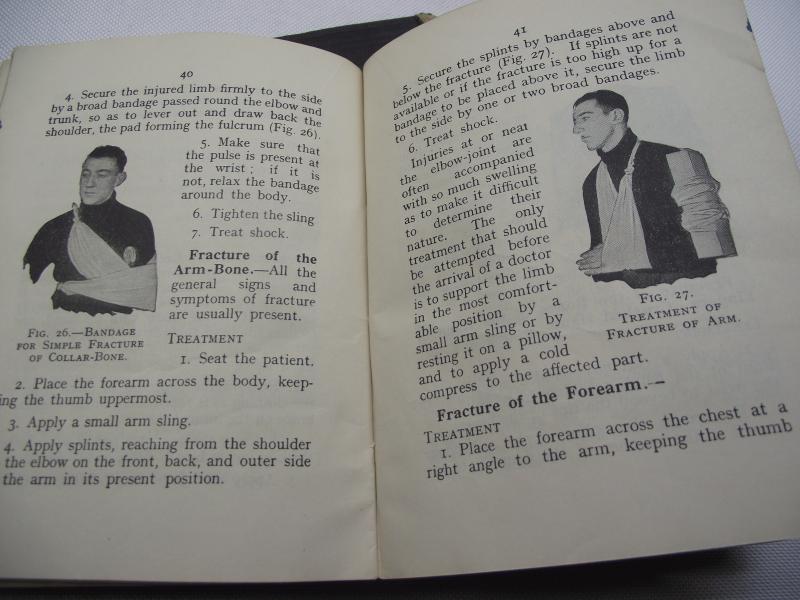 40
4. Secure the injured limb firmly to the side
by a broad bandage passed round the elbow and
trunk, so as to lever out and draw back the
shoulder, the pad forming the fulcrum (Fig. 26).
5. Make sure that
the pulse is present at
the wrist; if it is
not, relax the bandage
around the body.
6. Tighten the sling
7. Treat shock.
Fracture of the
Arm-Bone.—All the
general signs and
symptoms of fracture
are usually present.
FIG. 26.—BANDAGE
FOR SIMPLE FRACTURE
OF COLLAR-BONE.
TREATMENT
1. Seat the patient.
2. Place the forearm across the body, keep-
ing the thumb uppermost.
3. Apply a small arm sling.
4. Apply splints, reaching from the shoulder
the elbow on the front, back, and outer side
the arm in its present position.
41
5. Secure the splints by bandages above and
below the fracture (Fig. 27). If splints are not
available or if the fracture is too high up for a
bandage to be placed above it, secure the limb
to the side by one or two broad bandages.
6. Treat shock.
Injuries at or near
the elbow-joint are
often accompanied
with so much swelling
as to make it difficult
to determine their
nature. The only
treatment that should
be attempted before
the arrival of a doctor
is to support the limb
in the most comfort-
able position by a
small arm sling or by
resting it on a pillow,
and to apply a cold
compress to the affected part.
FIG. 27.
TREATMENT OF
FRACTURE OF ARM.
Fracture of the Forearm.—
TREATMENT
1. Place the forearm across the chest at a
right angle to the arm, keeping the thumb